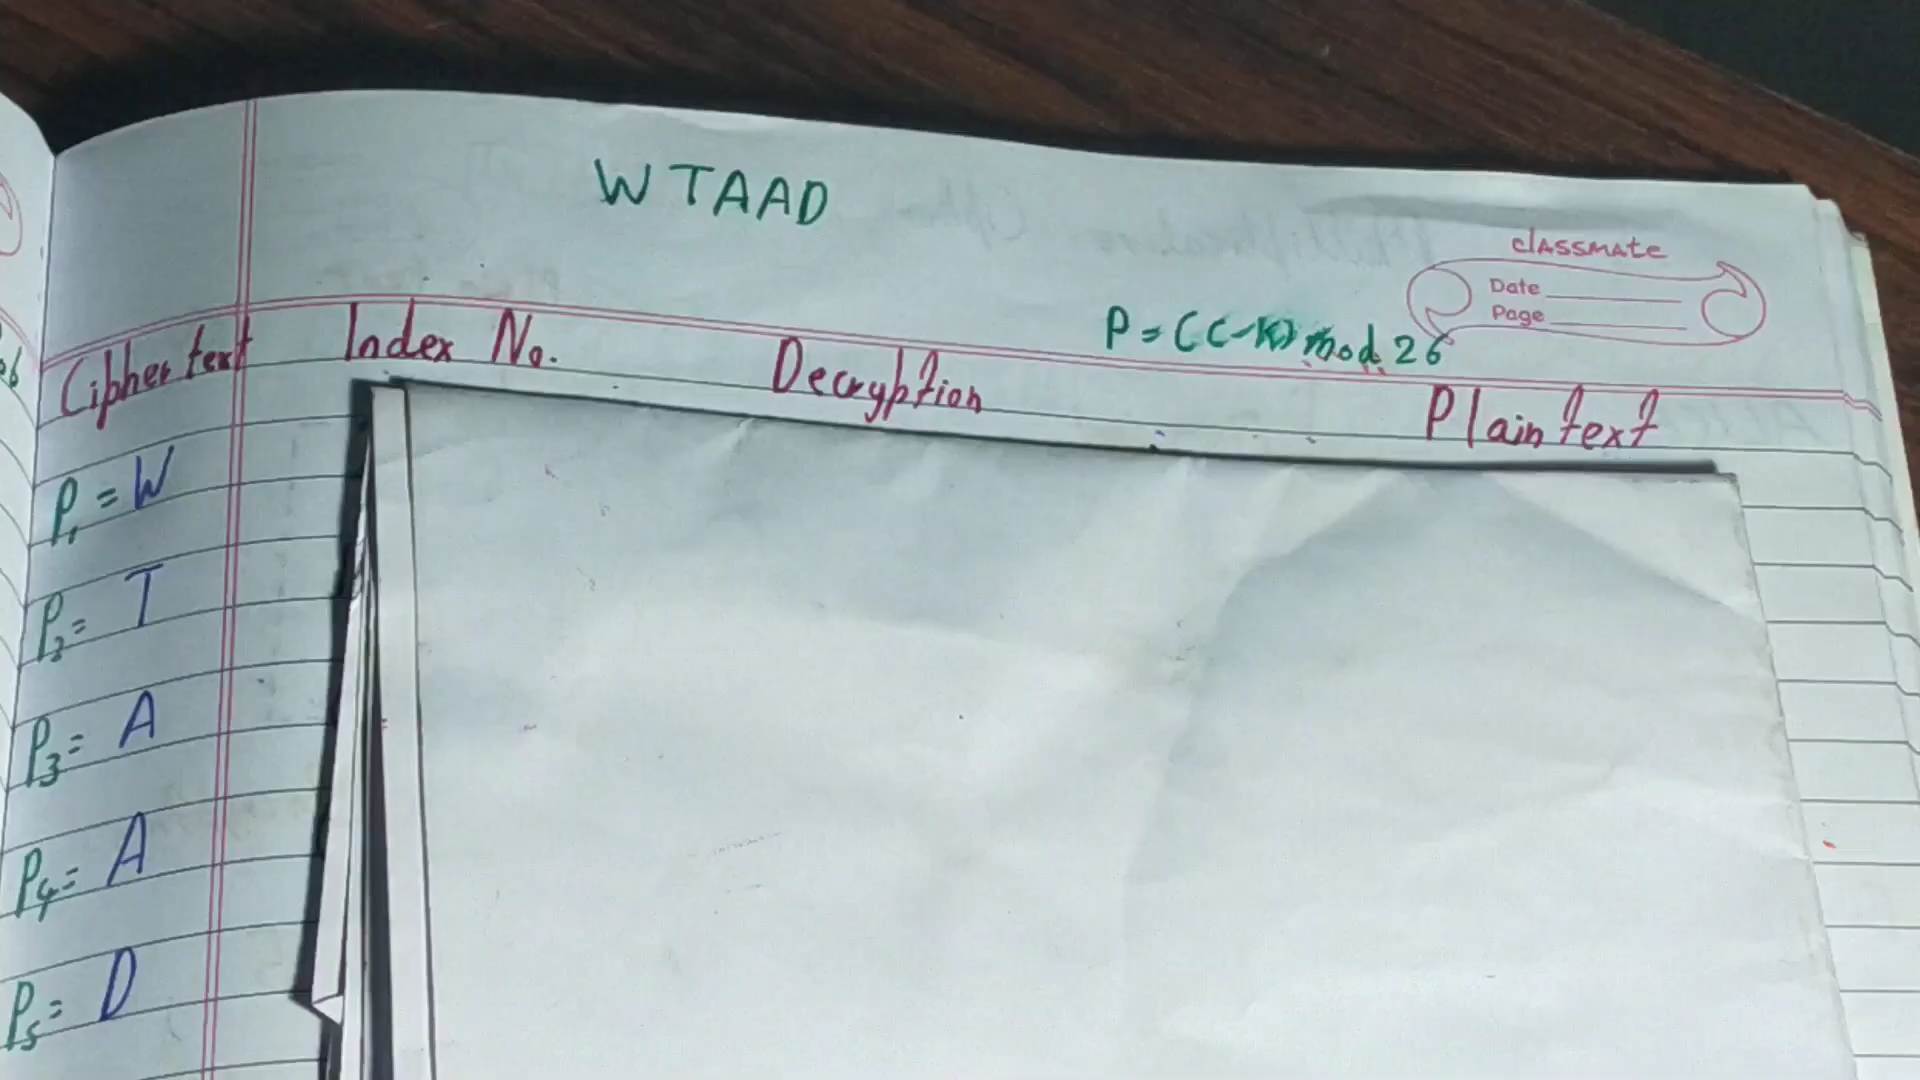 WTAAD
classmate
Date
Page
P = (C-K) mod 26
Cipher text Index No. Decryption Plain text
P1 = W
P2 = T
P3 = A
P4 = A
P5 = D